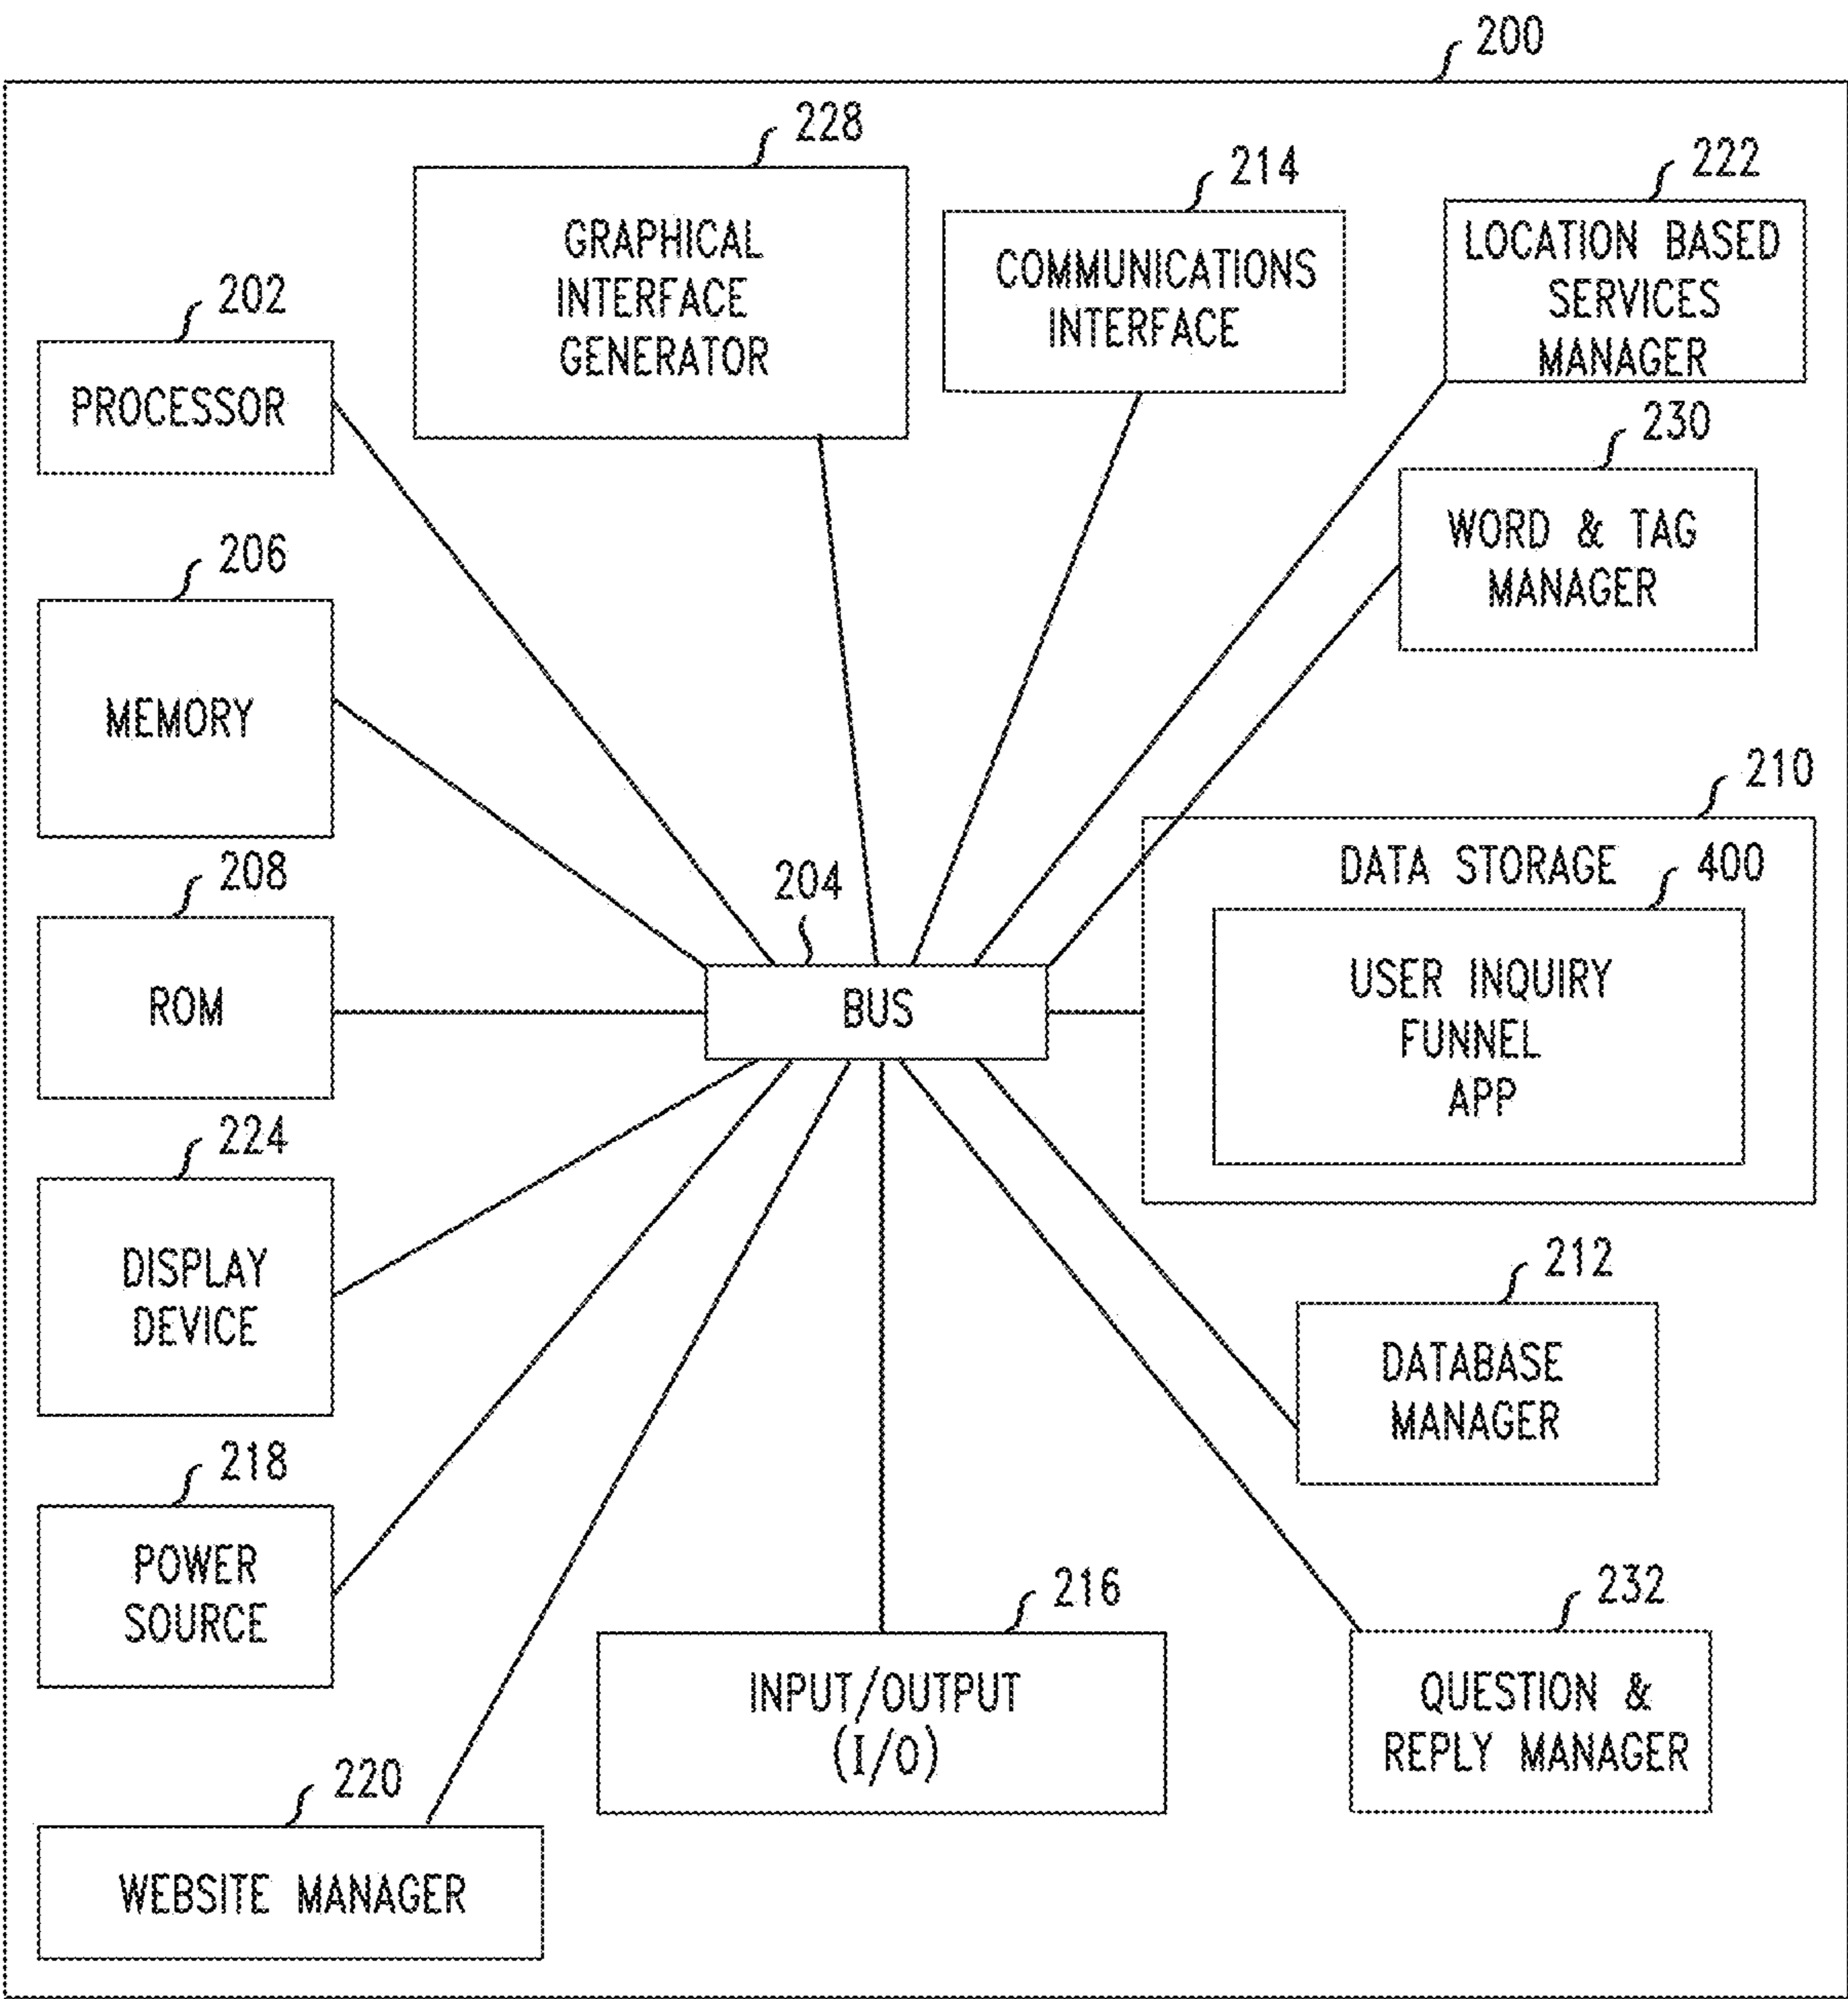 200
228
GRAPHICAL
INTERFACE
GENERATOR
214
COMMUNICATIONS
INTERFACE
222
LOCATION BASED
SERVICES
MANAGER
202
PROCESSOR
230
WORD & TAG
MANAGER
206
MEMORY
210
DATA STORAGE
400
USER INQUIRY
FUNNEL
APP
208
ROM
204
BUS
224
DISPLAY
DEVICE
212
DATABASE
MANAGER
218
POWER
SOURCE
216
INPUT/OUTPUT
(I/O)
232
QUESTION &
REPLY MANAGER
220
WEBSITE MANAGER